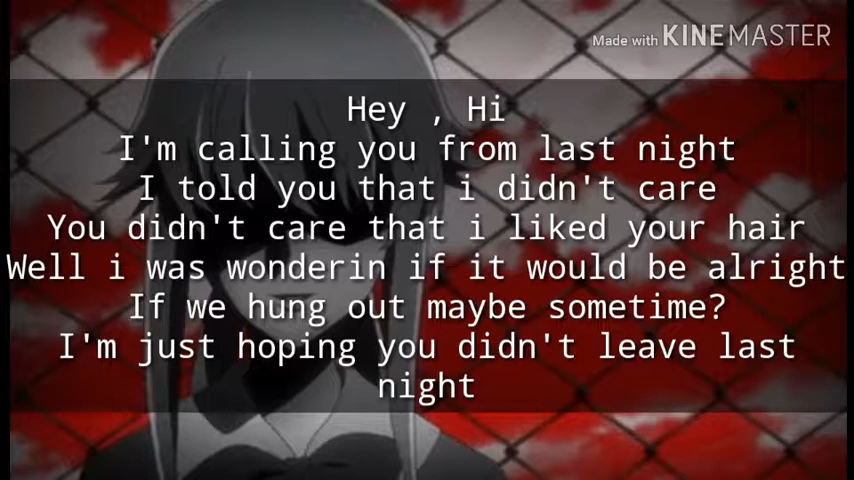 Made with KINEMASTER
Hey , Hi
I'm calling you from last night
I told you that i didn't care
You didn't care that i liked your hair
Well i was wonderin if it would be alright
If we hung out maybe sometime?
I'm just hoping you didn't leave last
night